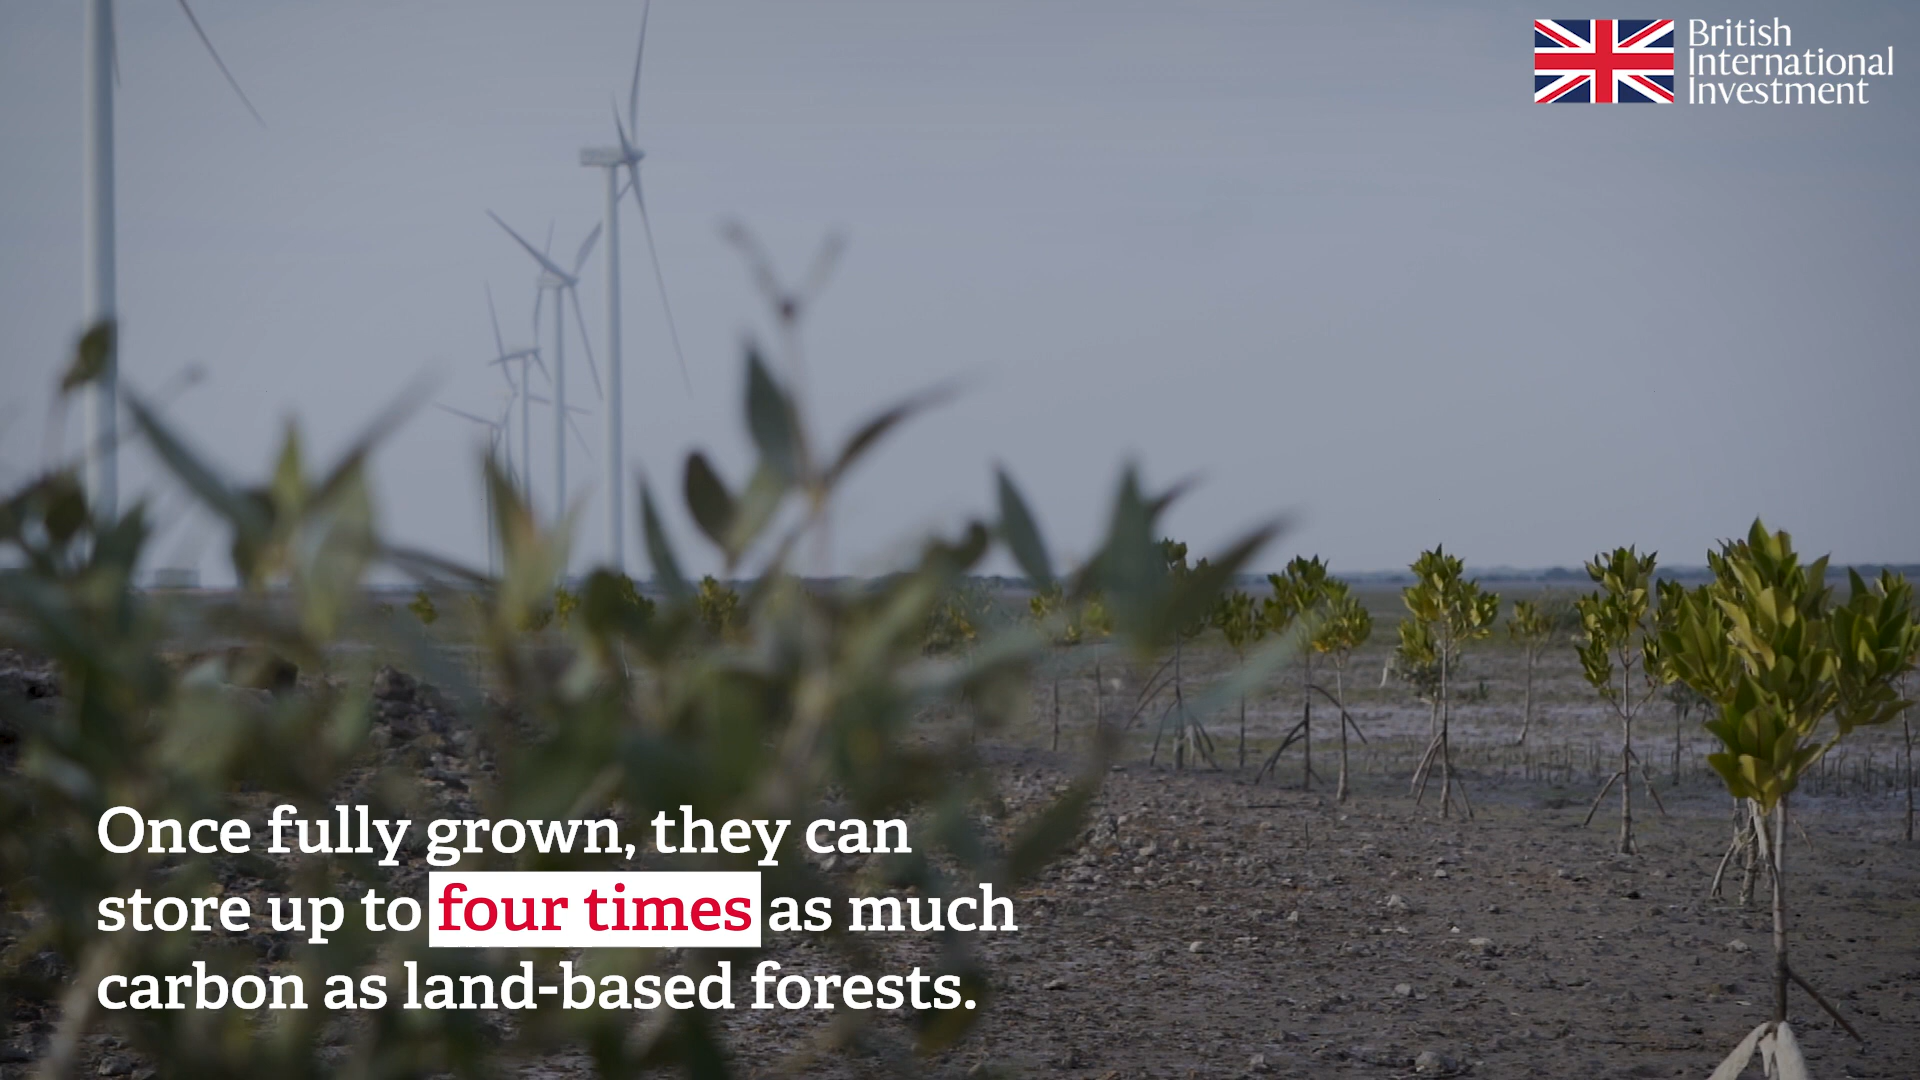 British
International
Investment
Once fully grown, they can
store up to four times as much
carbon as land-based forests.